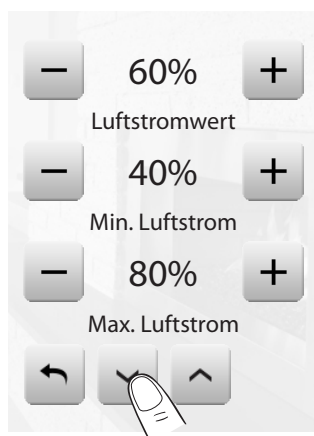 − 60% +
Luftstromwert
− 40% +
Min. Luftstrom
− 80% +
Max. Luftstrom